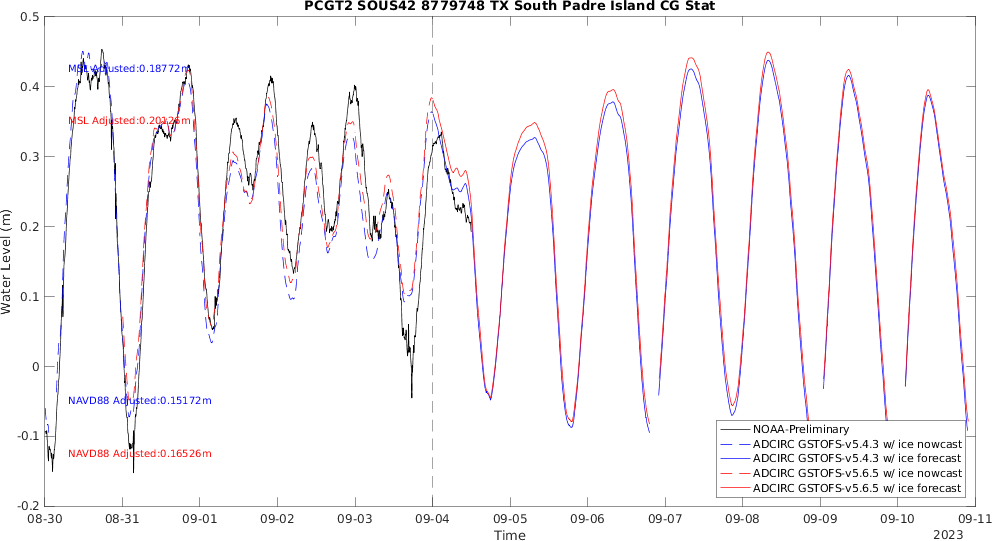 PCGT2 SOUS42 8779748 TX South Padre Island CG Stat
Water Level (m)
0.5
0.4
0.3
0.2
0.1
0
-0.1
-0.2
MSL Adjusted:0.18772m
MSL Adjusted:0.20126m
NAVD88 Adjusted:0.15172m
NAVD88 Adjusted:0.16526m
NOAA-Preliminary
ADCIRC GSTOFS-v5.4.3 w/ ice nowcast
ADCIRC GSTOFS-v5.4.3 w/ ice forecast
ADCIRC GSTOFS-v5.6.5 w/ ice nowcast
ADCIRC GSTOFS-v5.6.5 w/ ice forecast
08-30 08-31 09-01 09-02 09-03 09-04 09-05 09-06 09-07 09-08 09-09 09-10 09-11
Time
2023